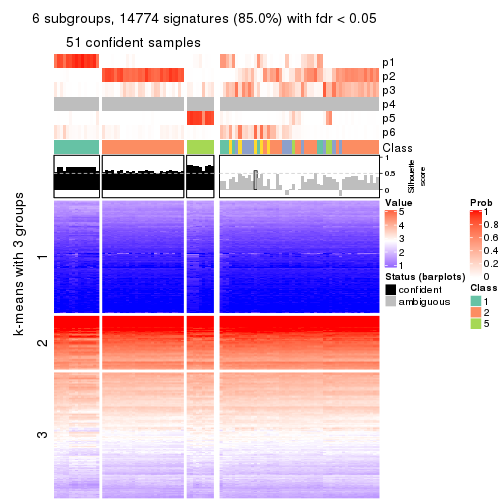 6 subgroups, 14774 signatures (85.0%) with fdr < 0.05
51 confident samples
p1
p2
p3
p4
p5
p6
Class
1
0.5
0
Silhouette
score
k-means with 3 groups
1
2
3
Value
5
4
3
2
1
Status (barplots)
confident
ambiguous
Prob
1
0.8
0.6
0.4
0.2
0
Class
1
2
5